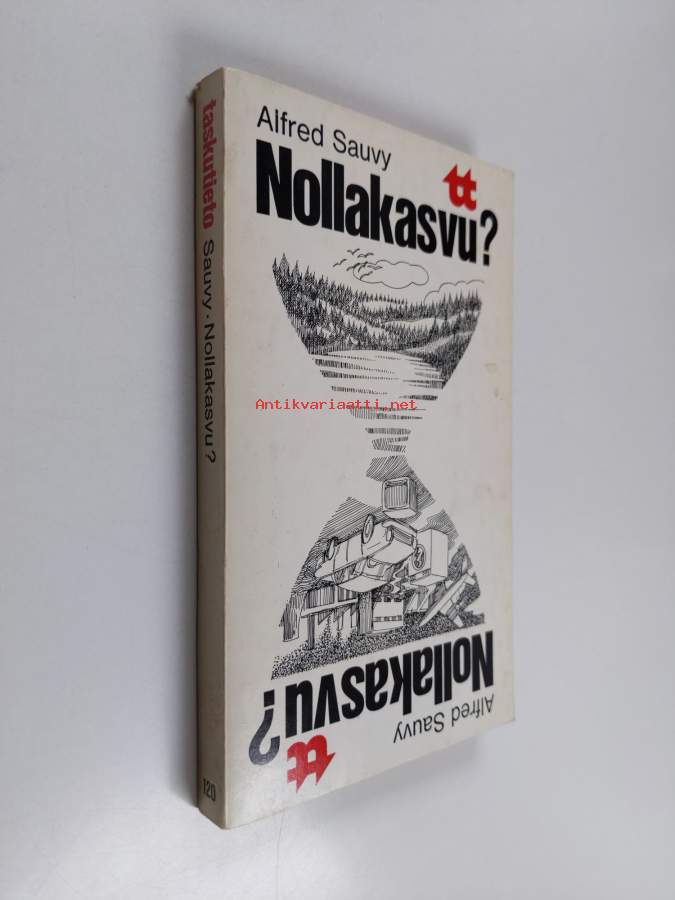 Alfred Sauvy
tt
Nollakasvu?
Antikvariaatti.net
Nollakasvu?
Alfred Sauvy
tt
taskutieto Sauvy · Nollakasvu?
120